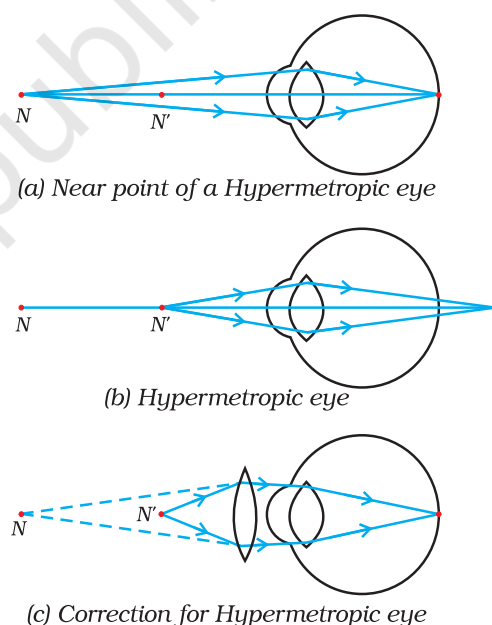 N
N′
(a) Near point of a Hypermetropic eye
N
N′
(b) Hypermetropic eye
N′
N
(c) Correction for Hypermetropic eye